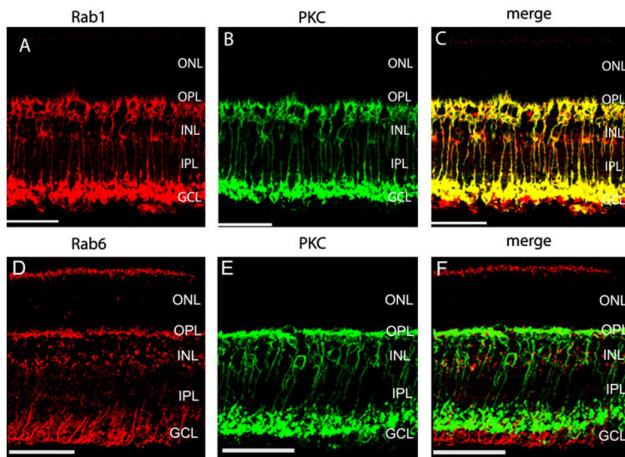 Rab1 PKC merge
A B C
ONL ONL ONL
OPL OPL OPL
INL INL INL
IPL IPL IPL
GCL GCL GCL
Rab6 PKC merge
D E F
ONL ONL ONL
OPL OPL OPL
INL INL INL
IPL IPL IPL
GCL GCL GCL